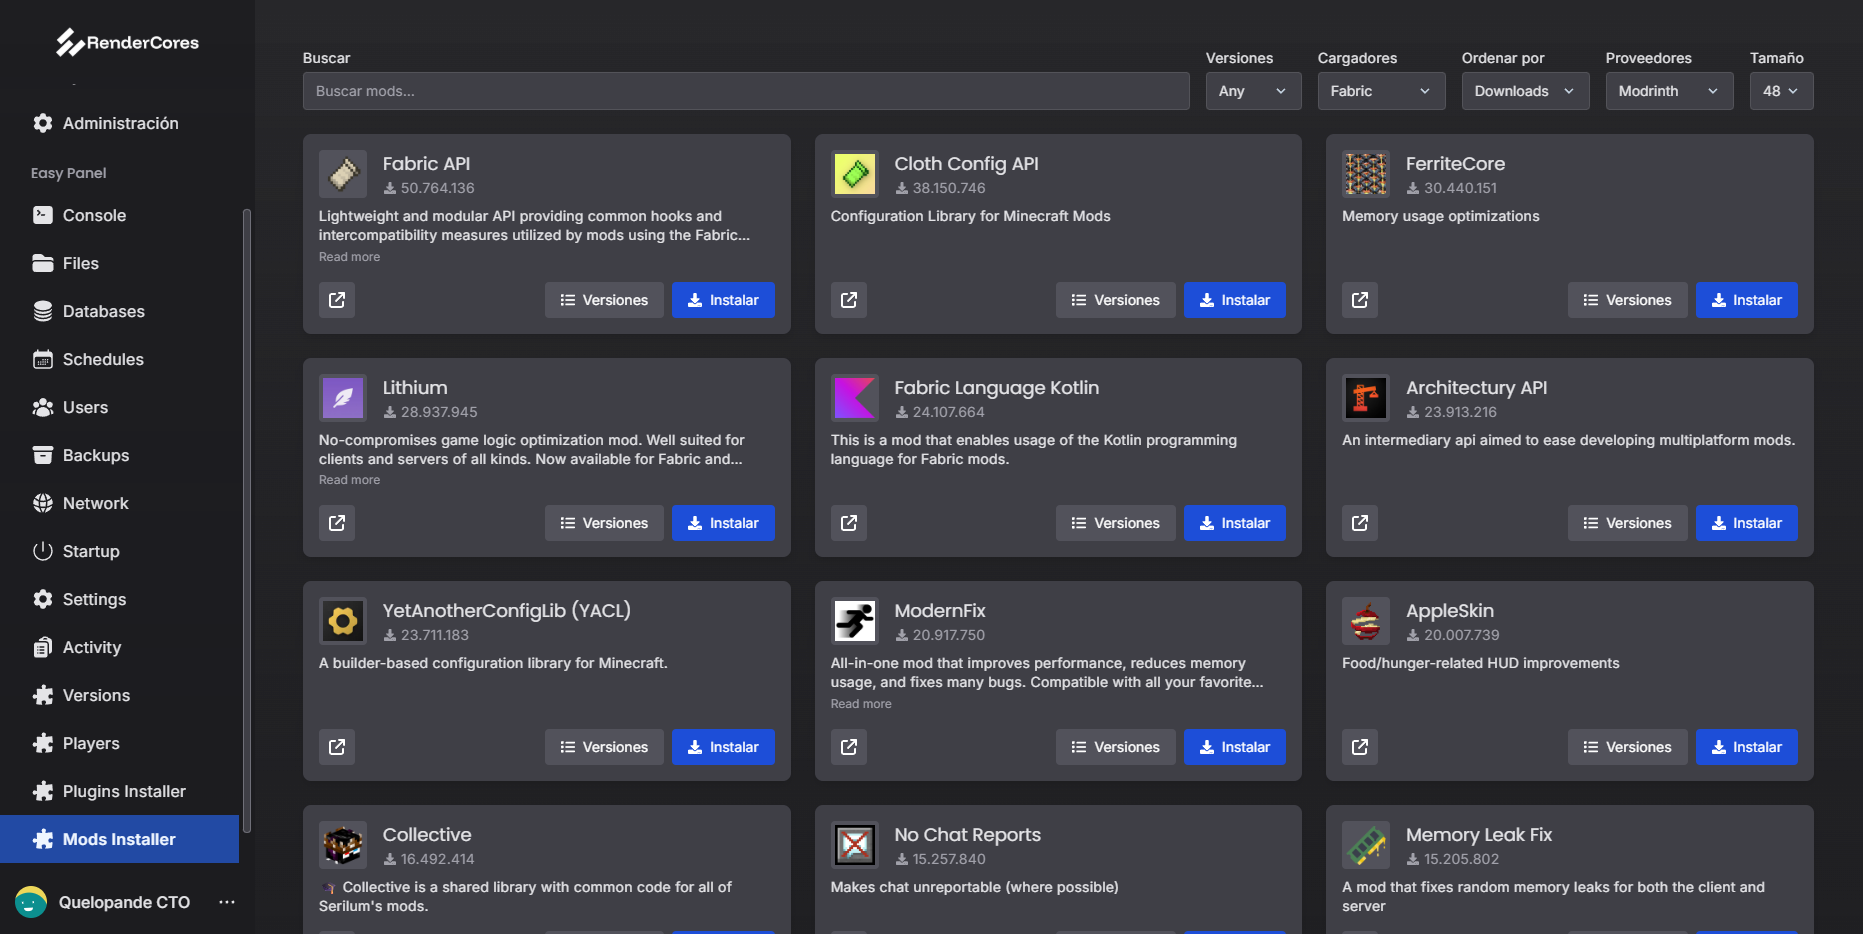 RenderCores
Administración
Easy Panel
Console
Files
Databases
Schedules
Users
Backups
Network
Startup
Settings
Activity
Versions
Players
Plugins Installer
Mods Installer
Quelopande CTO
Buscar
Buscar mods...
Versiones
Any
Cargadores
Fabric
Ordenar por
Downloads
Proveedores
Modrinth
Tamaño
48
Fabric API
50.764.136
Lightweight and modular API providing common hooks and
intercompatibility measures utilized by mods using the Fabric...
Read more
Versiones
Instalar
Cloth Config API
38.150.746
Configuration Library for Minecraft Mods
Versiones
Instalar
FerriteCore
30.440.151
Memory usage optimizations
Versiones
Instalar
Lithium
28.937.945
No-compromises game logic optimization mod. Well suited for
clients and servers of all kinds. Now available for Fabric and...
Read more
Versiones
Instalar
Fabric Language Kotlin
24.107.664
This is a mod that enables usage of the Kotlin programming
language for Fabric mods.
Versiones
Instalar
Architectury API
23.913.216
An intermediary api aimed to ease developing multiplatform mods.
Versiones
Instalar
YetAnotherConfigLib (YACL)
23.711.183
A builder-based configuration library for Minecraft.
Versiones
Instalar
ModernFix
20.917.750
All-in-one mod that improves performance, reduces memory
usage, and fixes many bugs. Compatible with all your favorite...
Read more
Versiones
Instalar
AppleSkin
20.007.739
Food/hunger-related HUD improvements
Versiones
Instalar
Collective
16.492.414
Collective is a shared library with common code for all of
Serilum's mods.
No Chat Reports
15.257.840
Makes chat unreportable (where possible)
Memory Leak Fix
15.205.802
A mod that fixes random memory leaks for both the client and
server